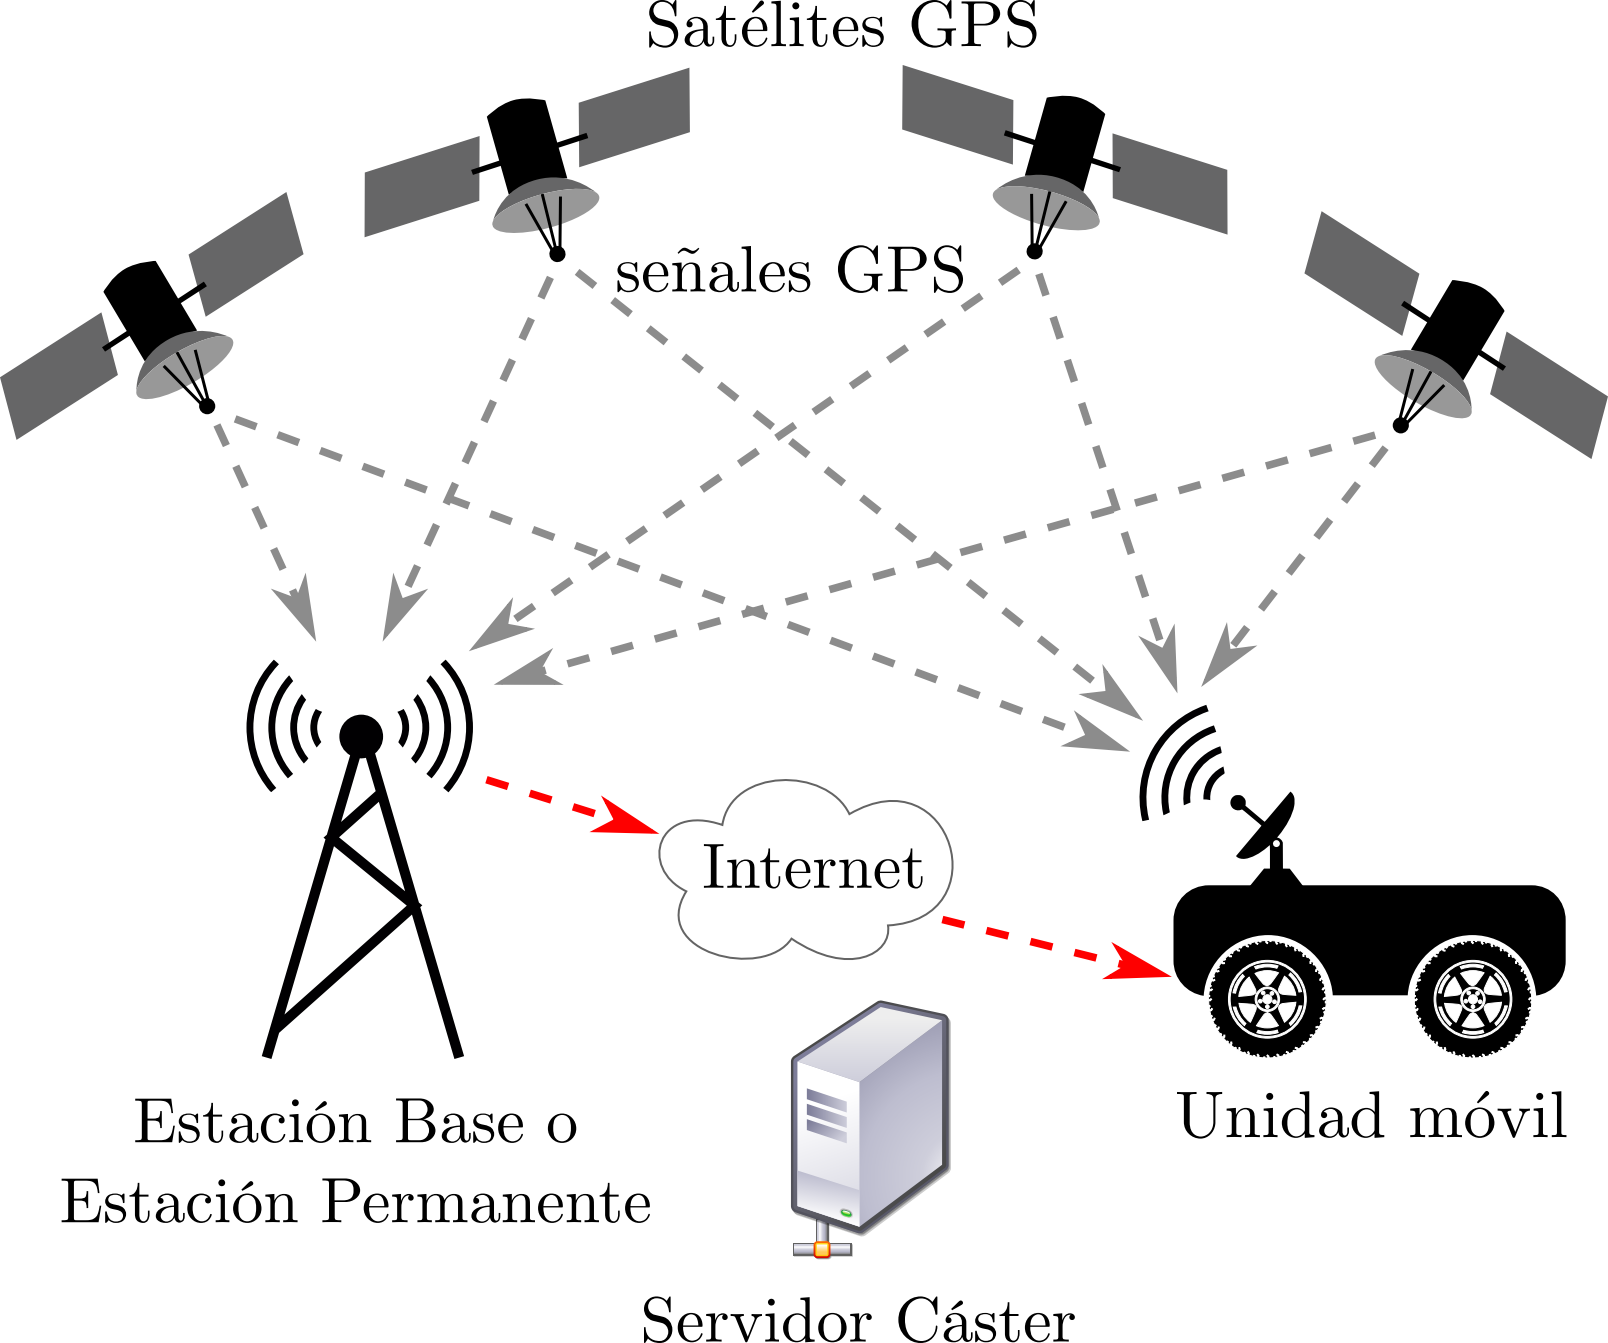 Satélites GPS
señales GPS
Internet
Estación Base o
Estación Permanente
Unidad móvil
Servidor Cáster